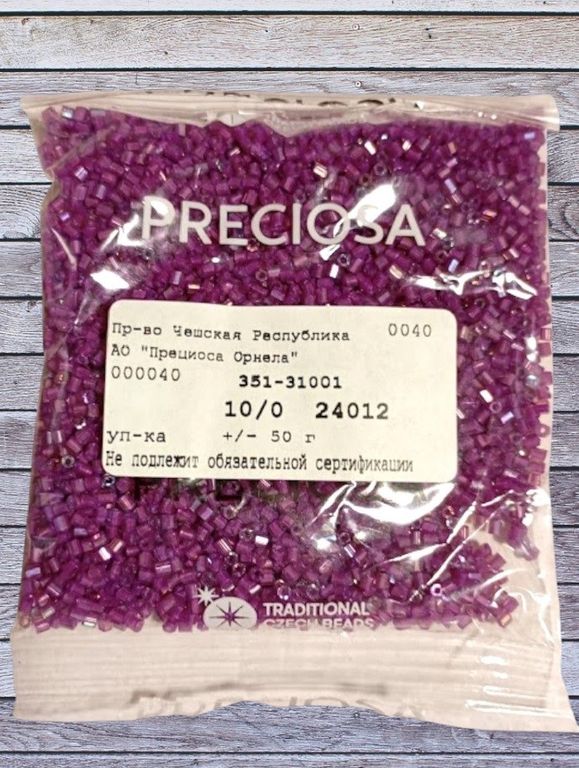 PRECIOSA
Пр-во Чешская Республика 0040
АО "Прециоса Орнела"
000040 351-31001
10/0 24012
уп-ка +/- 50 г
Не подлежит обязательной сертификации
TRADITIONAL
CZECH BEADS
PRECIOSA